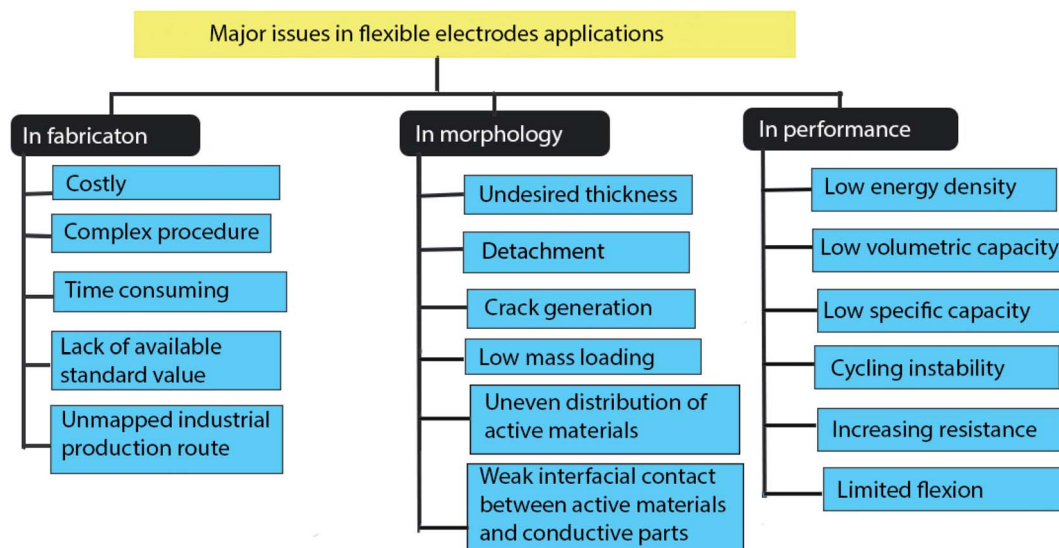 Major issues in flexible electrodes applications
In fabricaton
Costly
Complex procedure
Time consuming
Lack of available
standard value
Unmapped industrial
production route
In morphology
Undesired thickness
Detachment
Crack generation
Low mass loading
Uneven distribution of
active materials
Weak interfacial contact
between active materials
and conductive parts
In performance
Low energy density
Low volumetric capacity
Low specific capacity
Cycling instability
Increasing resistance
Limited flexion